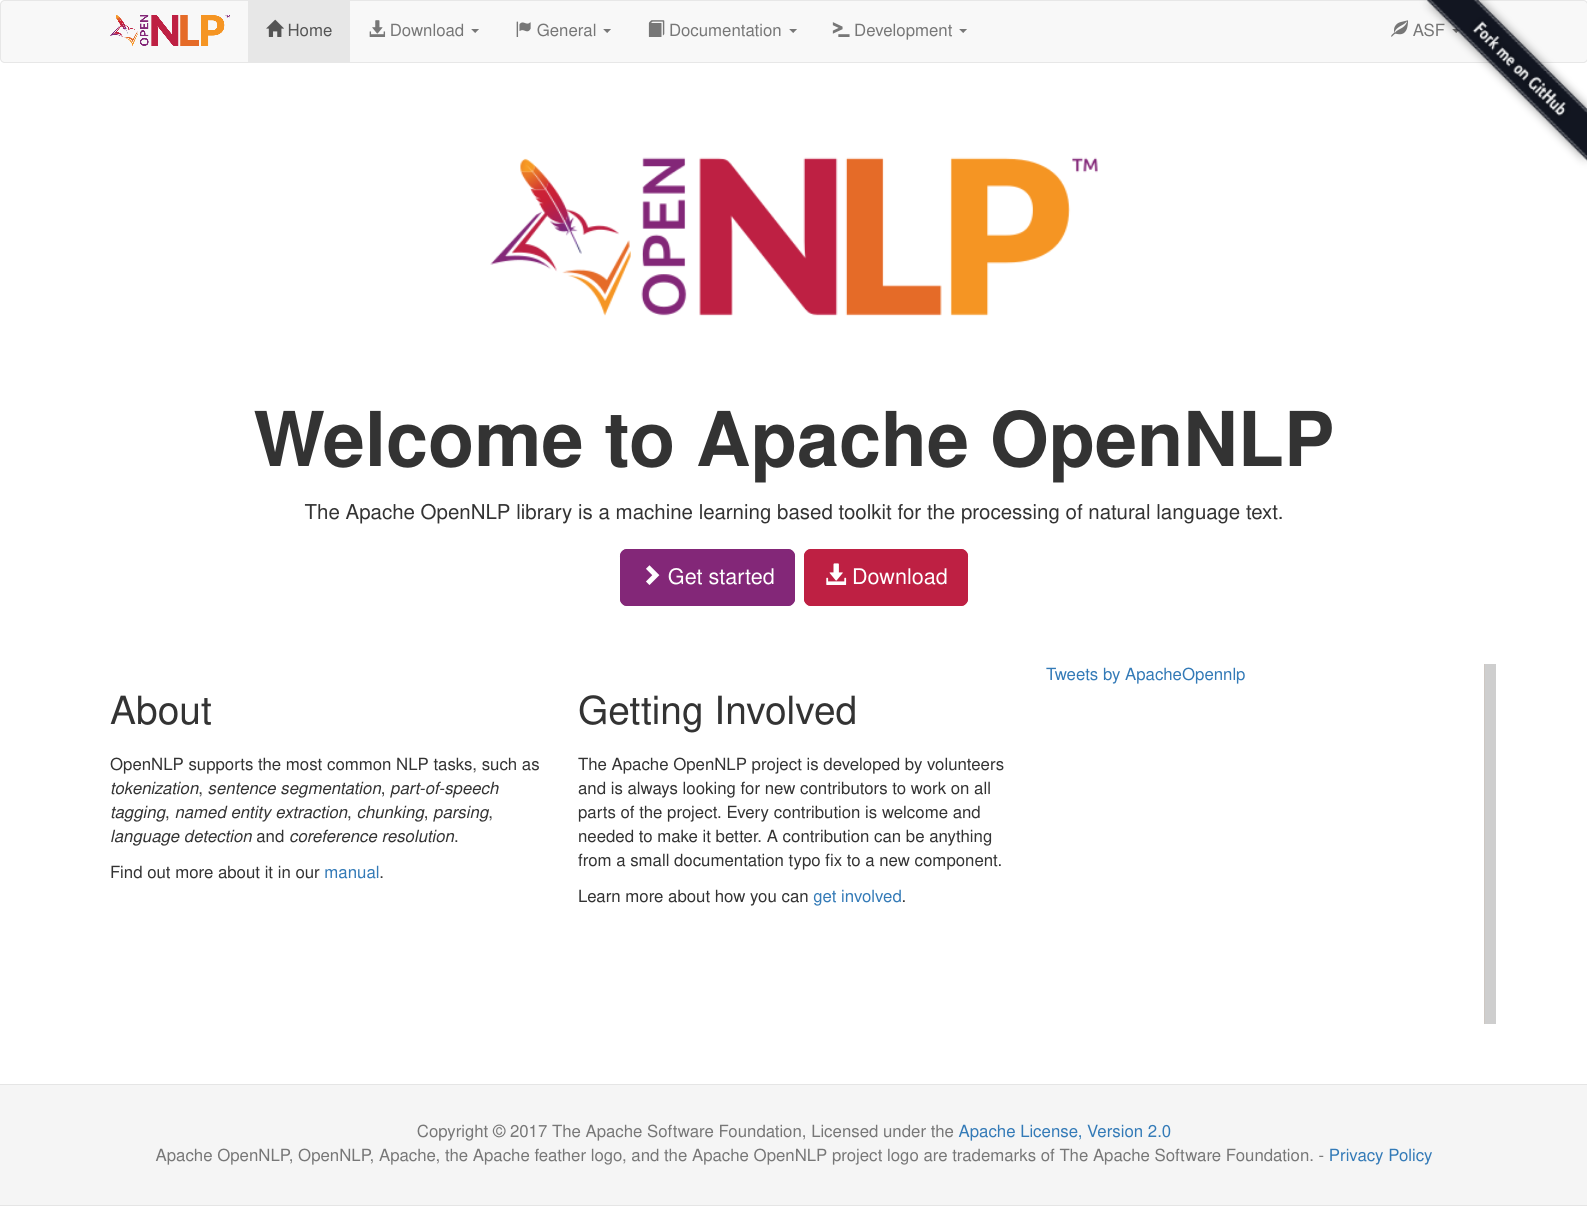 OPEN NLP
Home
Download
General
Documentation
Development
ASF
Fork me on GitHub
OPEN NLP™
Welcome to Apache OpenNLP
The Apache OpenNLP library is a machine learning based toolkit for the processing of natural language text.
Get started
Download
About
OpenNLP supports the most common NLP tasks, such as
tokenization, sentence segmentation, part-of-speech
tagging, named entity extraction, chunking, parsing,
language detection and coreference resolution.
Find out more about it in our manual.
Getting Involved
The Apache OpenNLP project is developed by volunteers
and is always looking for new contributors to work on all
parts of the project. Every contribution is welcome and
needed to make it better. A contribution can be anything
from a small documentation typo fix to a new component.
Learn more about how you can get involved.
Tweets by ApacheOpennlp
Copyright © 2017 The Apache Software Foundation, Licensed under the Apache License, Version 2.0
Apache OpenNLP, OpenNLP, Apache, the Apache feather logo, and the Apache OpenNLP project logo are trademarks of The Apache Software Foundation. - Privacy Policy